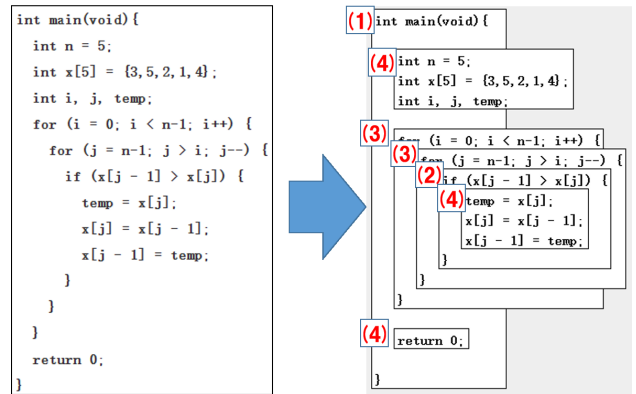 int main(void){
int n = 5;
int x[5] = {3,5,2,1,4};
int i, j, temp;
for (i = 0; i < n-1; i++) {
for (j = n-1; j > i; j--) {
if (x[j - 1] > x[j]) {
temp = x[j];
x[j] = x[j - 1];
x[j - 1] = temp;
}
}
}
return 0;
}
(1) int main(void){
(4) int n = 5;
int x[5] = {3,5,2,1,4};
int i, j, temp;
(3) for (i = 0; i < n-1; i++) {
(3) for (j = n-1; j > i; j--) {
(2) if (x[j - 1] > x[j]) {
(4) temp = x[j];
x[j] = x[j - 1];
x[j - 1] = temp;
}
}
}
(4) return 0;
}